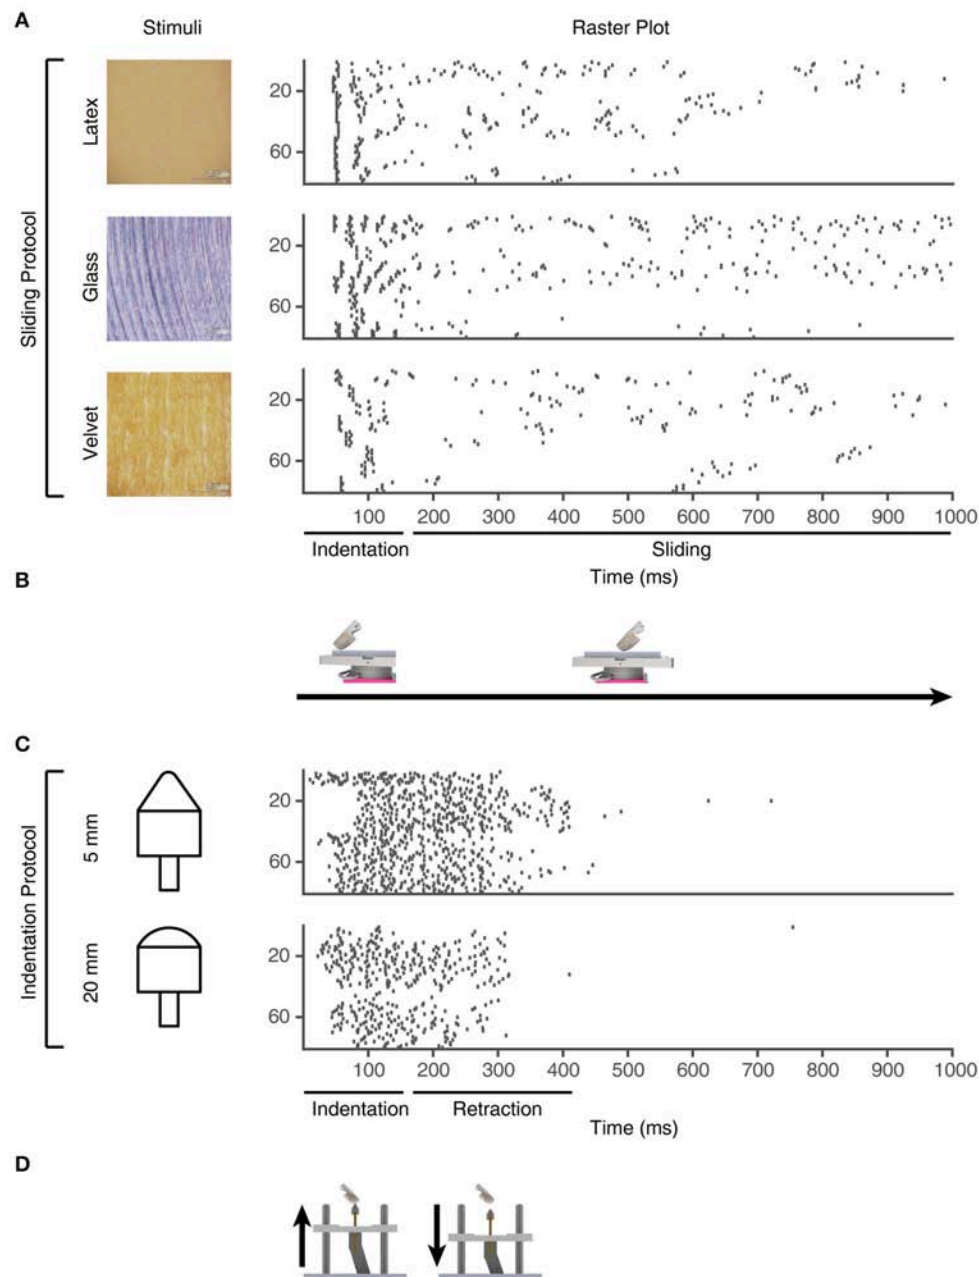 A
Stimuli
Raster Plot
Sliding Protocol
Latex
20
60
Glass
20
60
Velvet
20
60
100 200 300 400 500 600 700 800 900 1000
Indentation
Sliding
Time (ms)
B
C
Indentation Protocol
5 mm
20
60
20 mm
20
60
100 200 300 400 500 600 700 800 900 1000
Indentation
Retraction
Time (ms)
D